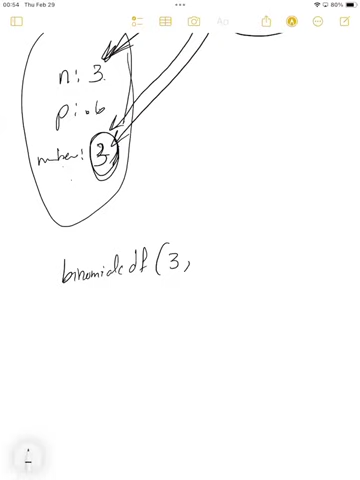 00:54 Thu Feb 29
80%
n: 3
p: .6
number: 3
binomialcdf (3,